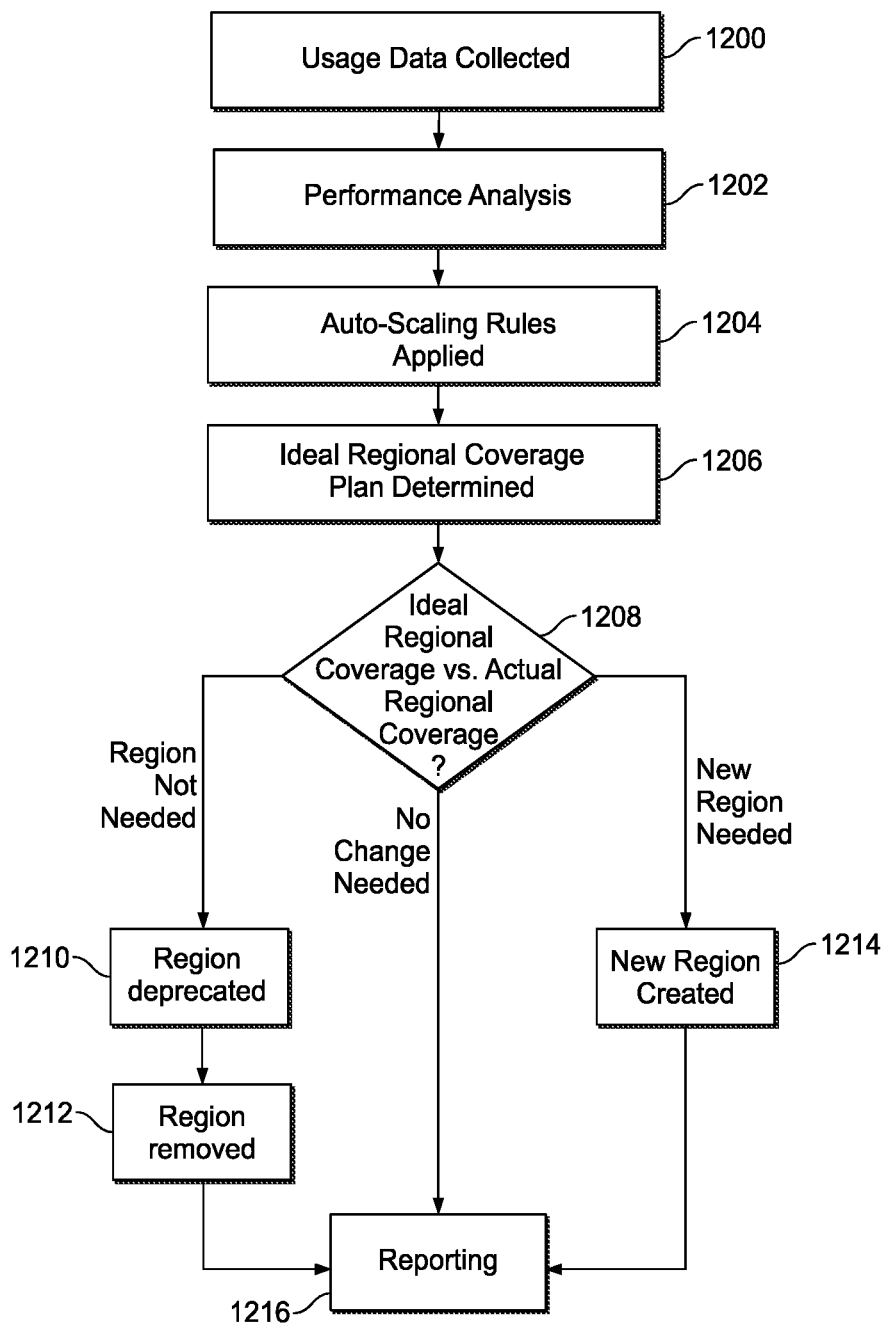 Usage Data Collected
1200
Performance Analysis
1202
Auto-Scaling Rules
Applied
1204
Ideal Regional Coverage
Plan Determined
1206
Ideal
Regional
Coverage vs. Actual
Regional
Coverage
?
1208
Region
Not
Needed
No
Change
Needed
New
Region
Needed
1210
Region
deprecated
New Region
Created
1214
1212
Region
removed
Reporting
1216